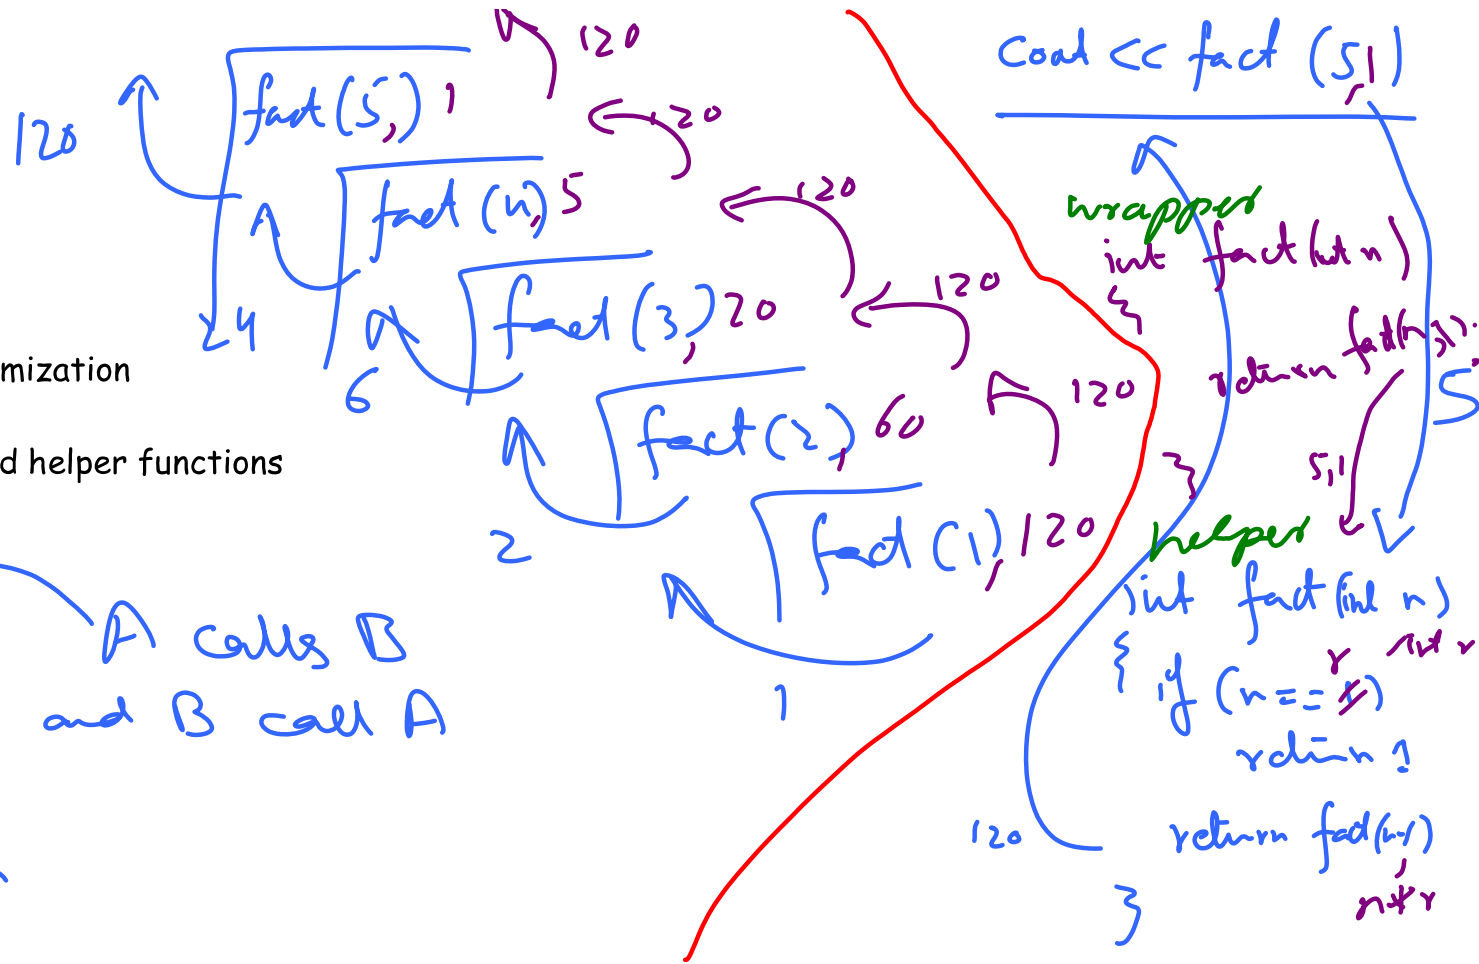 120
fact(5,) 1
120
120
fact(n, 5
120
24
fact(3, 20
120
6
fact(2), 60
120
2
fact(1), 120
1
mization
d helper functions
A calls B
and B call A
cout << fact (5,1)
wrapper
int fact(int n)
{
return fact(n,1);
5
}
5,1
helper
int fact(int n)
int r
{
r
if (n==1)
return
return fact(n-1)
, n*r
120
}